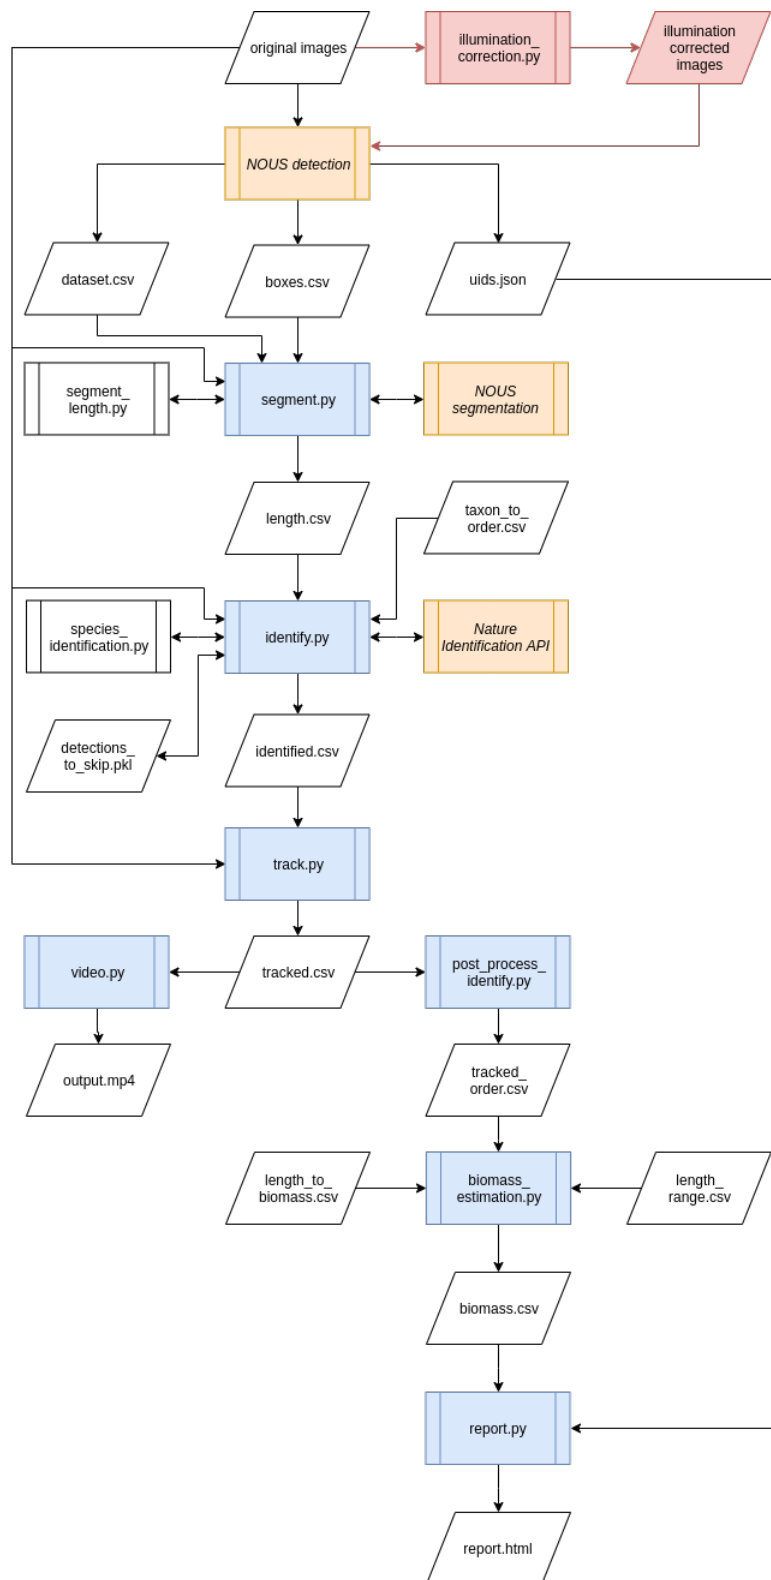 original images
illumination_
correction.py
illumination
corrected
images
NOUS detection
dataset.csv
boxes.csv
uids.json
segment_
length.py
segment.py
NOUS
segmentation
length.csv
taxon_to_
order.csv
species_
identification.py
identify.py
Nature
Identification API
detections_
to_skip.pkl
identified.csv
track.py
video.py
tracked.csv
post_process_
identify.py
output.mp4
tracked_
order.csv
length_to_
biomass.csv
biomass_
estimation.py
length_
range.csv
biomass.csv
report.py
report.html